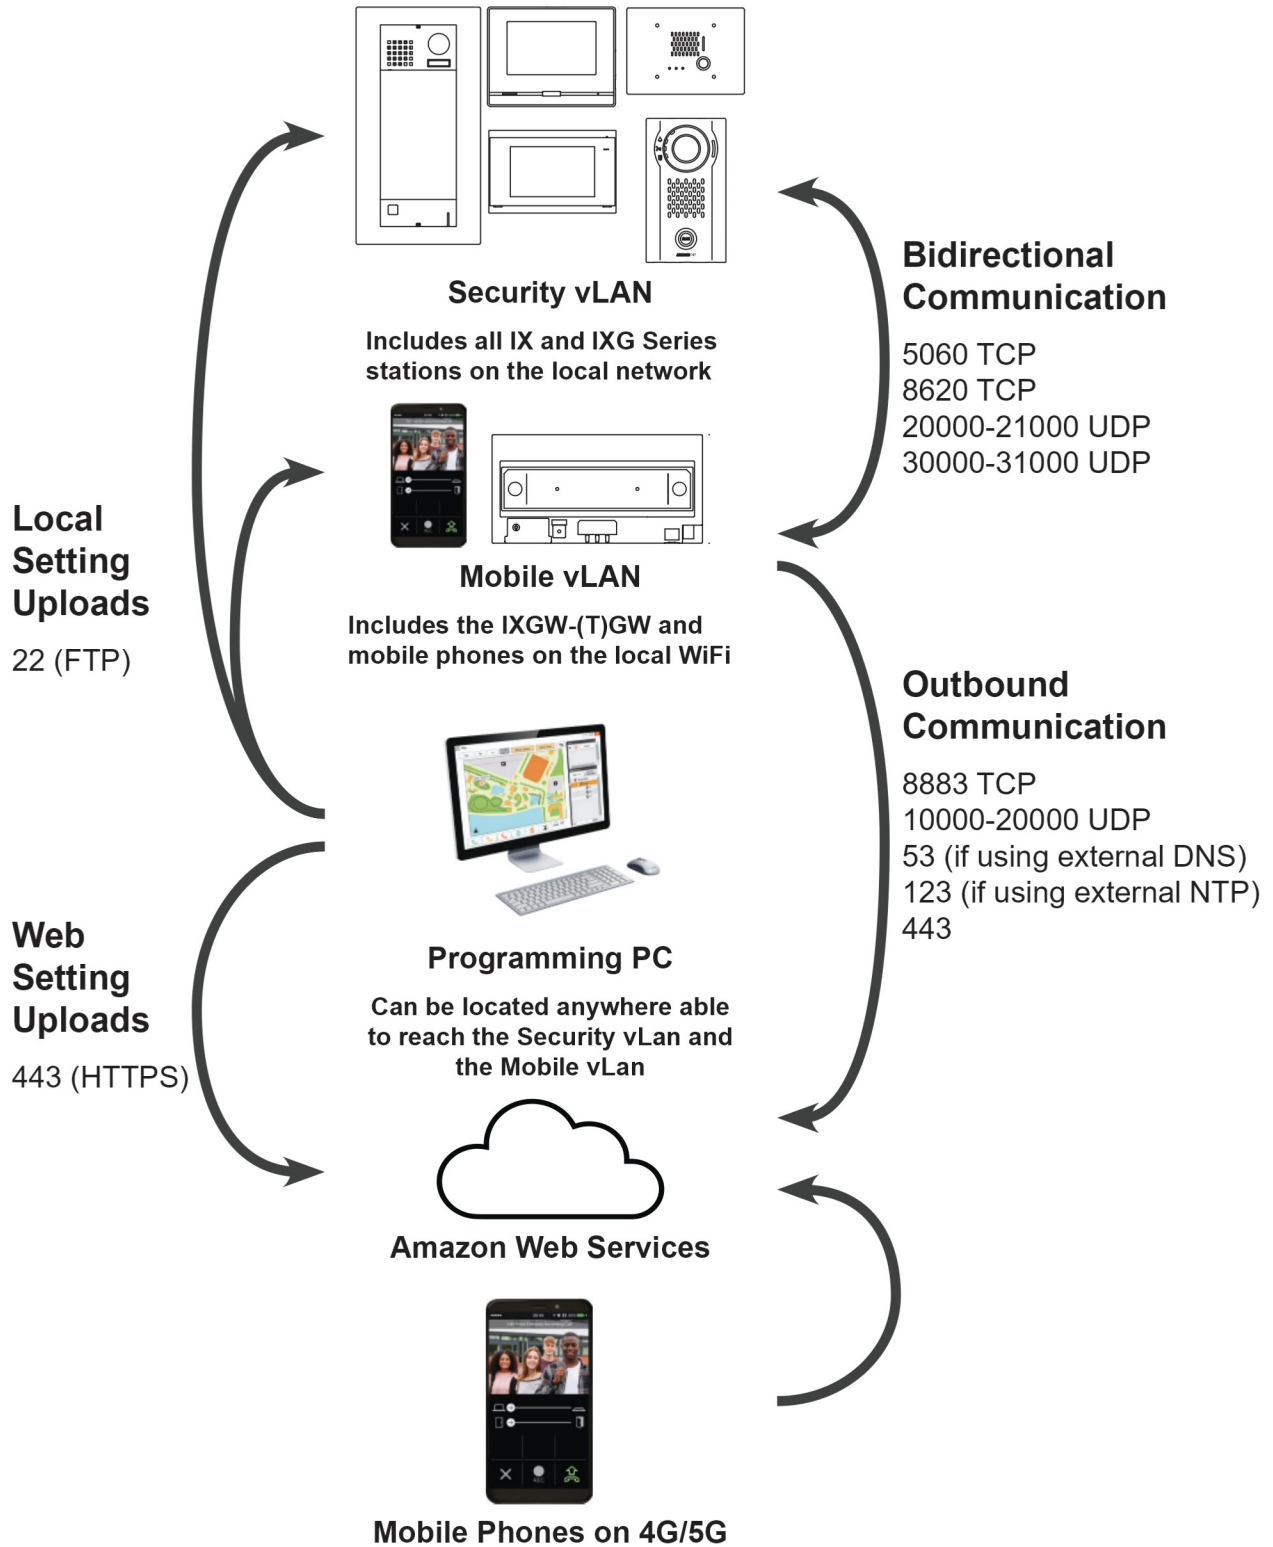 Security vLAN
Includes all IX and IXG Series
stations on the local network
Bidirectional
Communication
5060 TCP
8620 TCP
20000-21000 UDP
30000-31000 UDP
Local
Setting
Uploads
22 (FTP)
Mobile vLAN
Includes the IXGW-(T)GW and
mobile phones on the local WiFi
Outbound
Communication
8883 TCP
10000-20000 UDP
53 (if using external DNS)
123 (if using external NTP)
443
Web
Setting
Uploads
443 (HTTPS)
Programming PC
Can be located anywhere able
to reach the Security vLan and
the Mobile vLan
Amazon Web Services
REC
Mobile Phones on 4G/5G